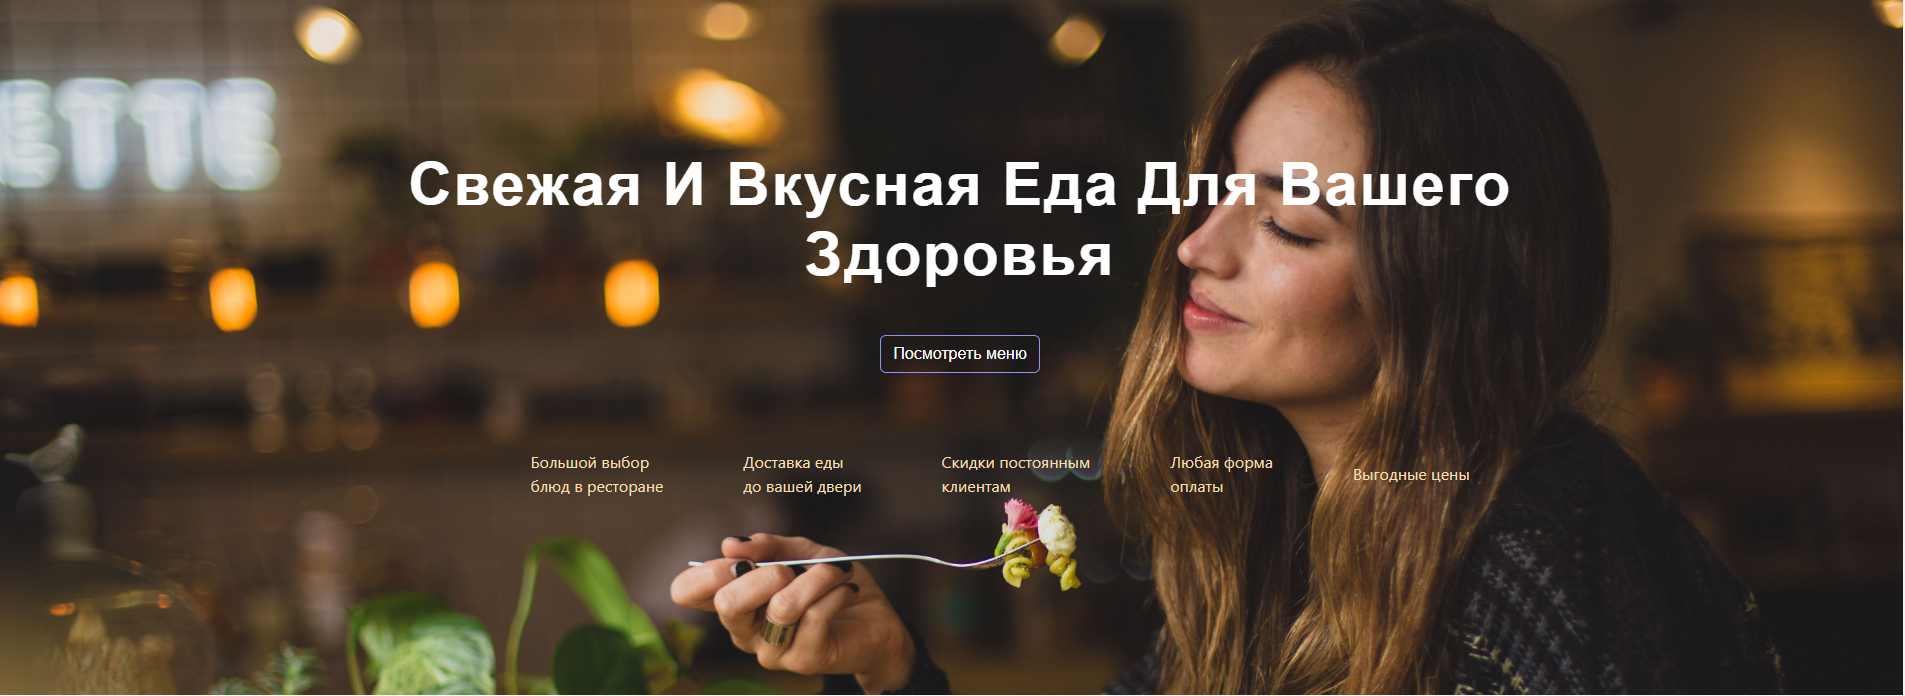 ETTE
Свежая И Вкусная Еда Для Вашего
Здоровья
Посмотреть меню
Большой выбор
блюд в ресторане
Доставка еды
до вашей двери
Скидки постоянным
клиентам
Любая форма
оплаты
Выгодные цены